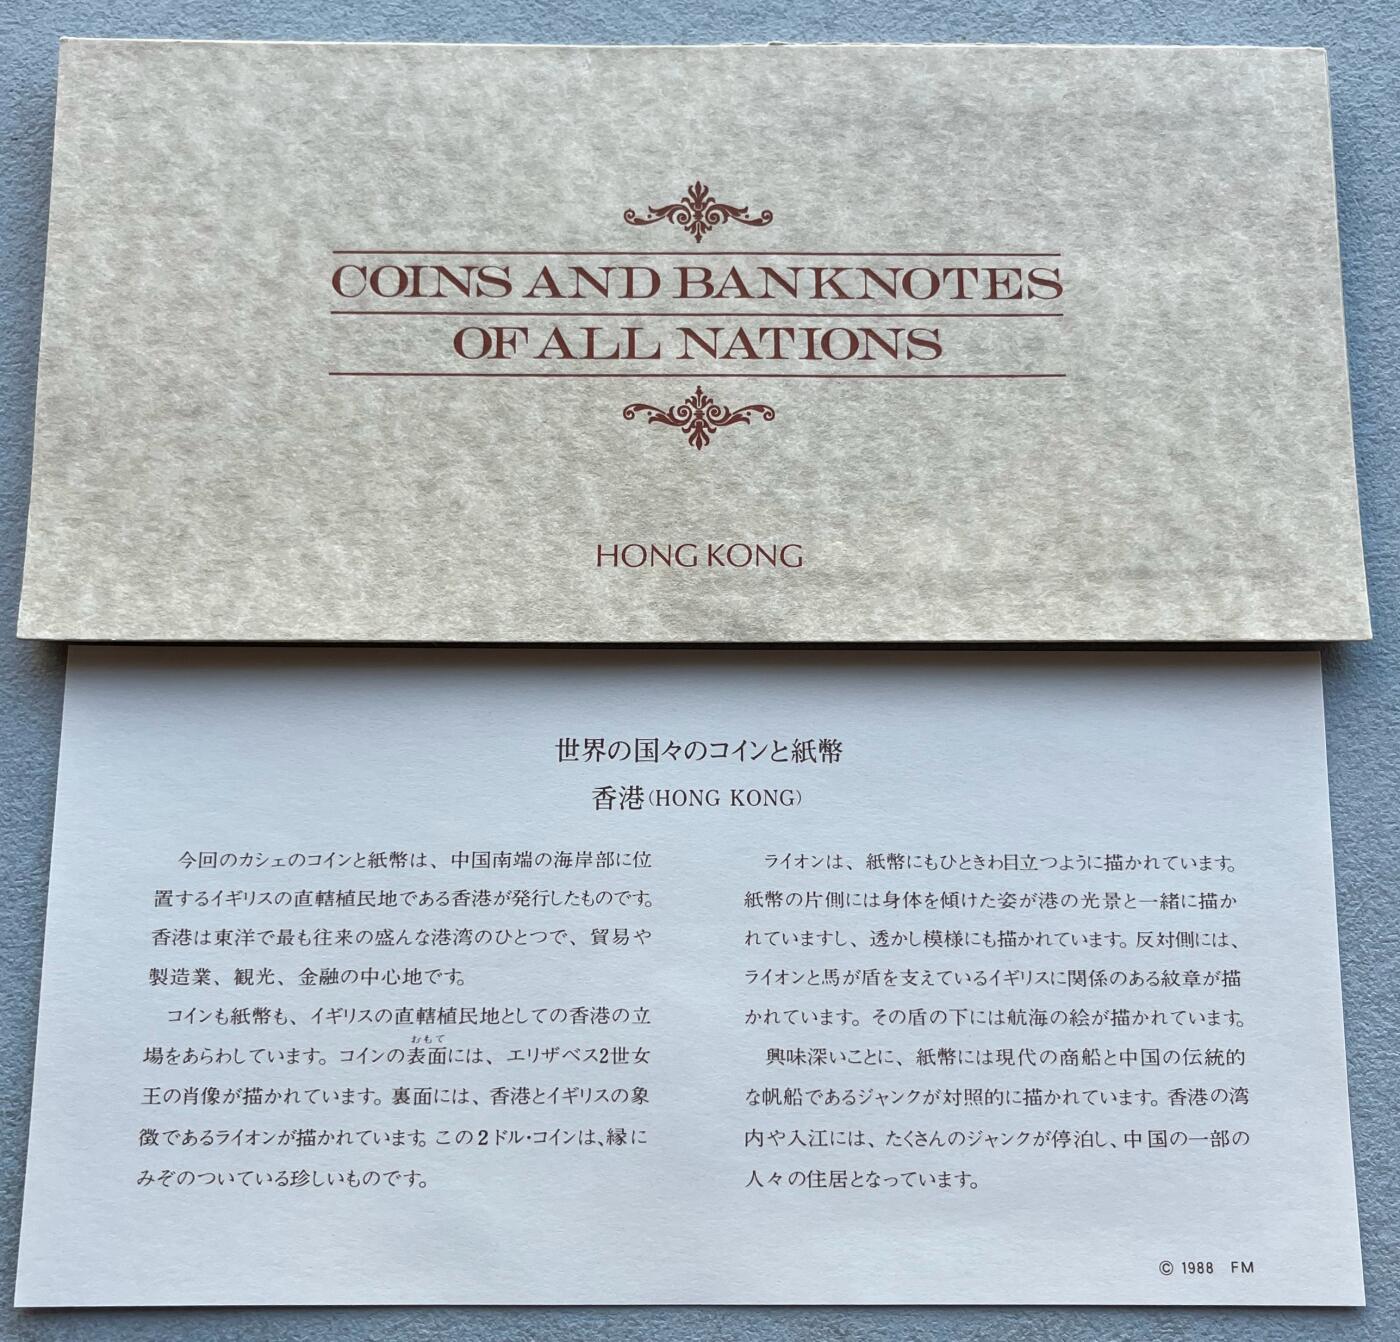 COINS AND BANKNOTES
OF ALL NATIONS
HONG KONG
世界の国々のコインと紙幣
香港(HONG KONG)
今回のカシェのコインと紙幣は、中国南端の海岸部に位
置するイギリスの直轄植民地である香港が発行したものです。
香港は東洋で最も往来の盛んな港湾のひとつで、貿易や
製造業、観光、金融の中心地です。
コインも紙幣も、イギリスの直轄植民地としての香港の立
おもて
場をあらわしています。コインの表面には、エリザベス2世女
王の肖像が描かれています。裏面には、香港とイギリスの象
徴であるライオンが描かれています。この2ドル・コインは、縁に
みぞのついている珍しいものです。
ライオンは、紙幣にもひときわ目立つように描かれています。
紙幣の片側には身体を傾けた姿が港の光景と一緒に描か
れていますし、透かし模様にも描かれています。反対側には、
ライオンと馬が盾を支えているイギリスに関係のある紋章が描
かれています。その盾の下には航海の絵が描かれています。
興味深いことに、紙幣には現代の商船と中国の伝統的
な帆船であるジャンクが対照的に描かれています。香港の湾
内や入江には、たくさんのジャンクが停泊し、中国の一部の
人々の住居となっています。
© 1988 FM